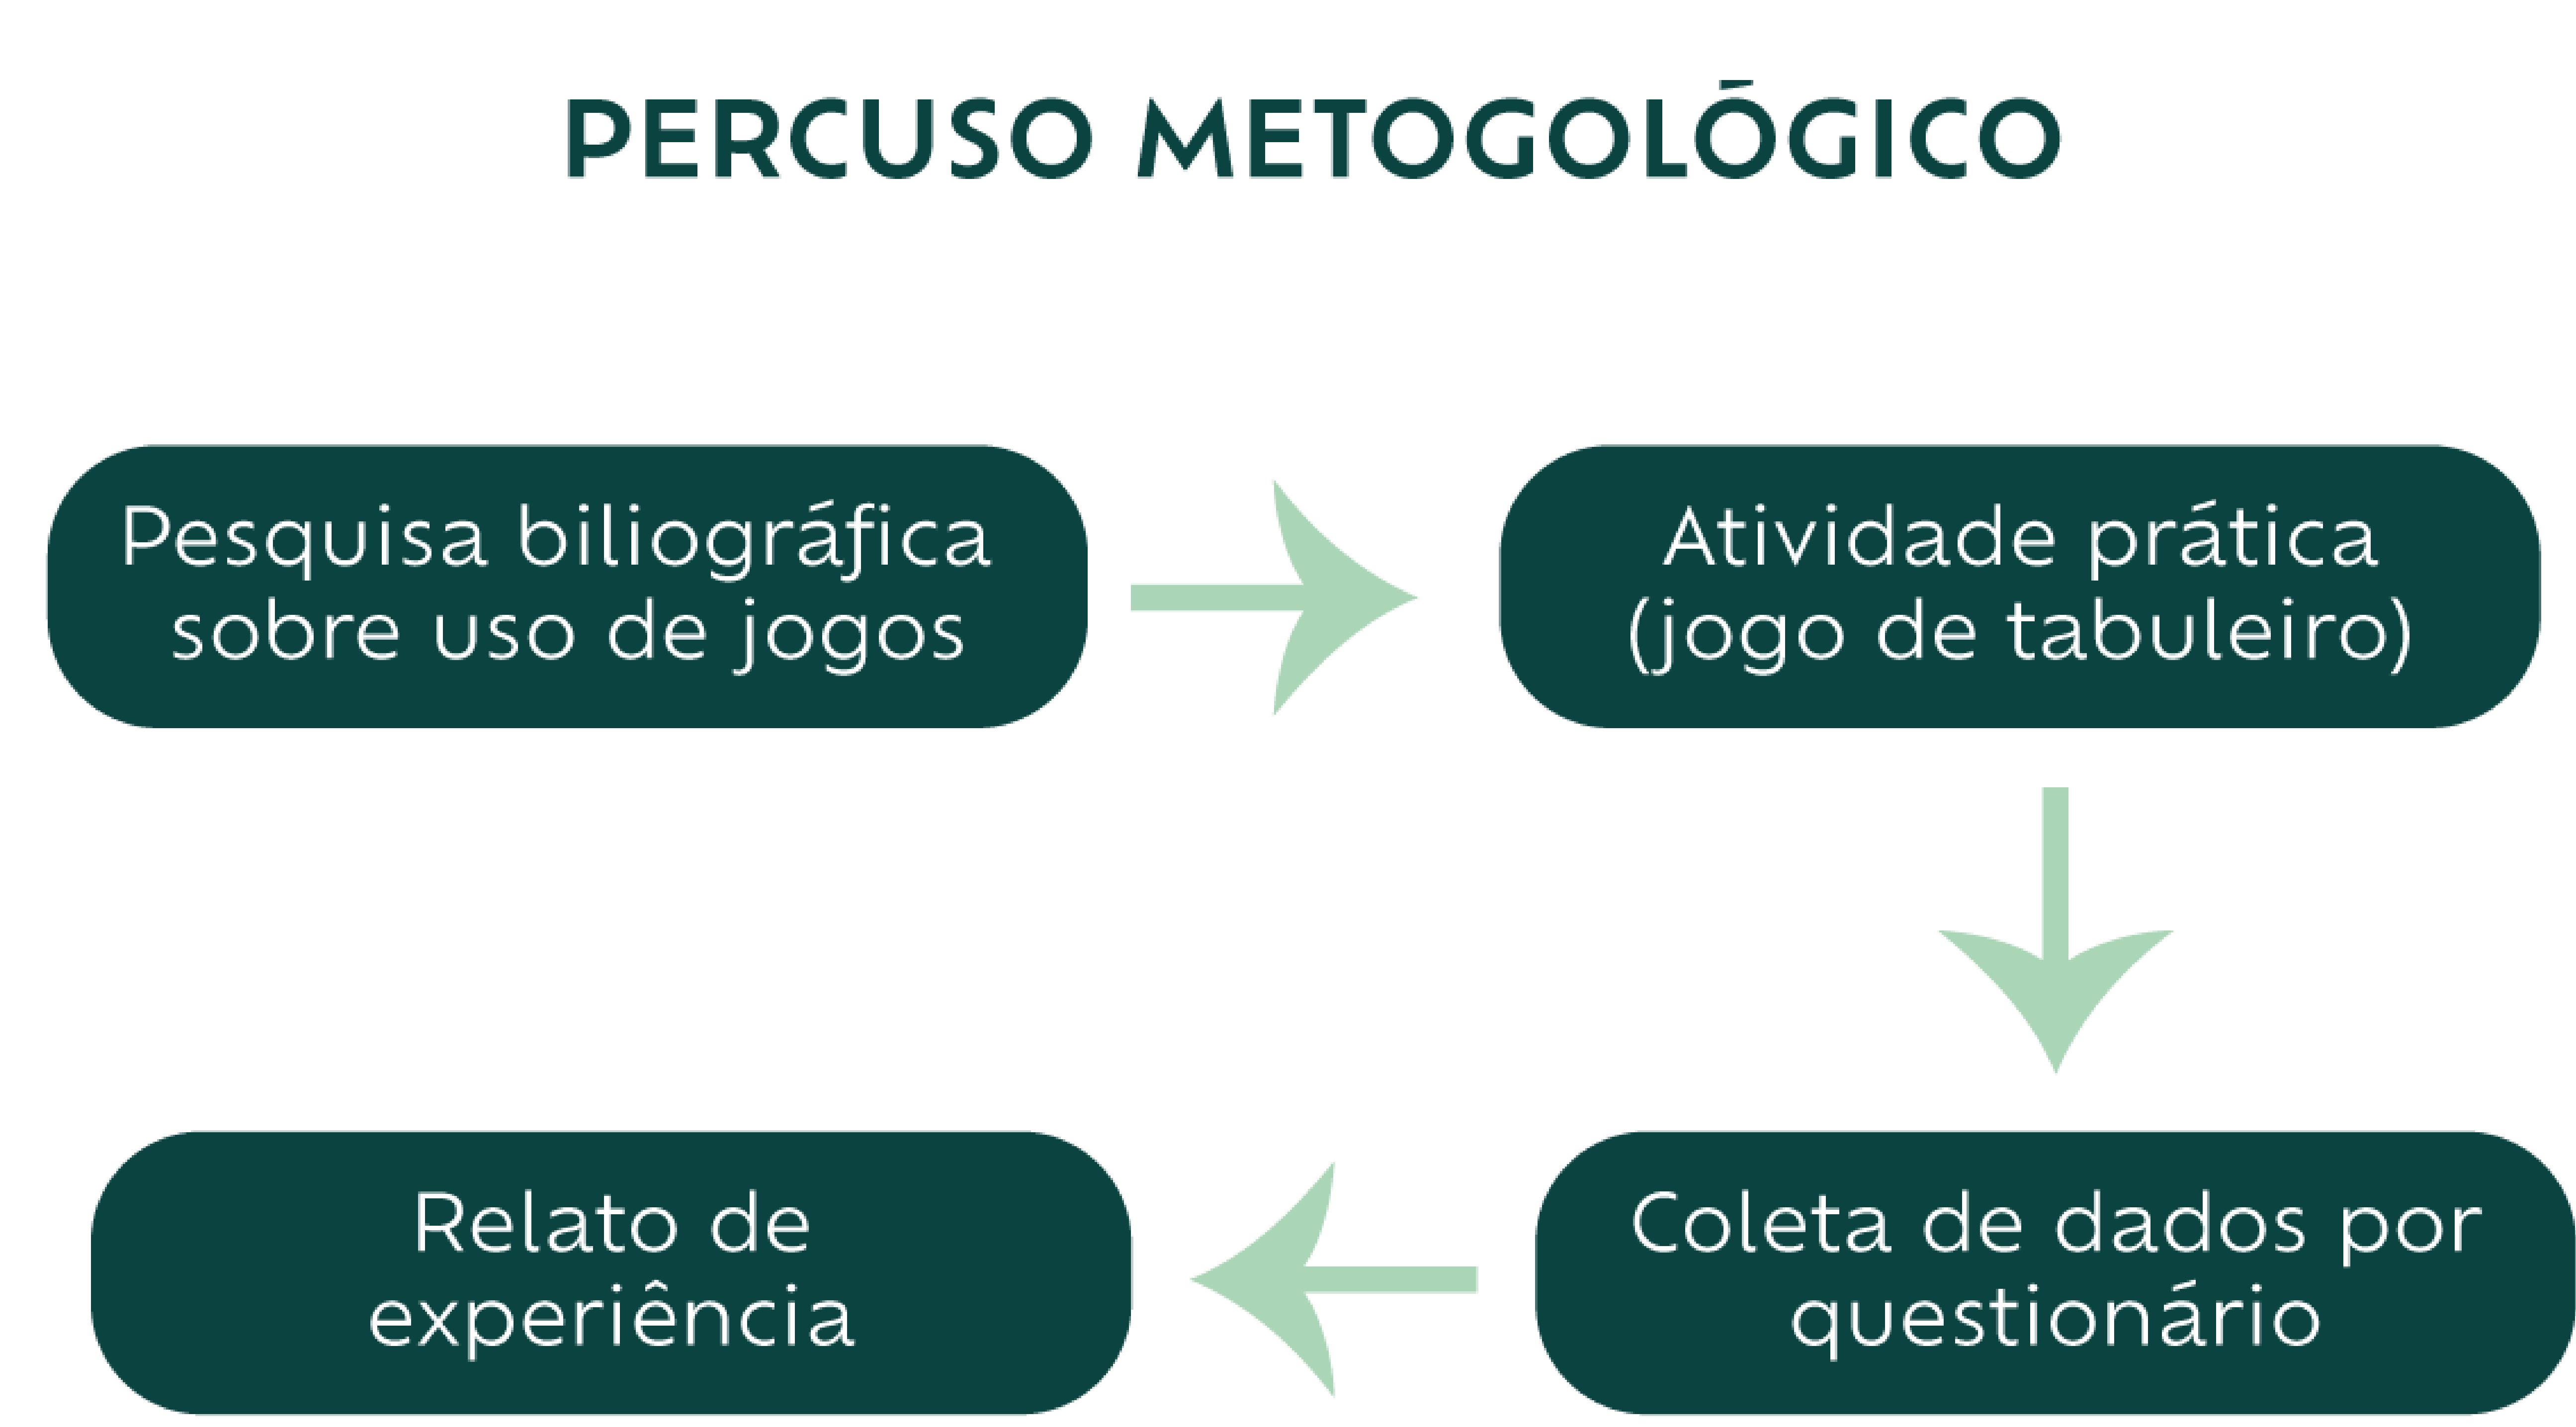 PERCUSO METOGOLÓGICO
Pesquisa biliográfica
sobre uso de jogos
Atividade prática
(jogo de tabuleiro)
Coleta de dados por
questionário
Relato de
experiência